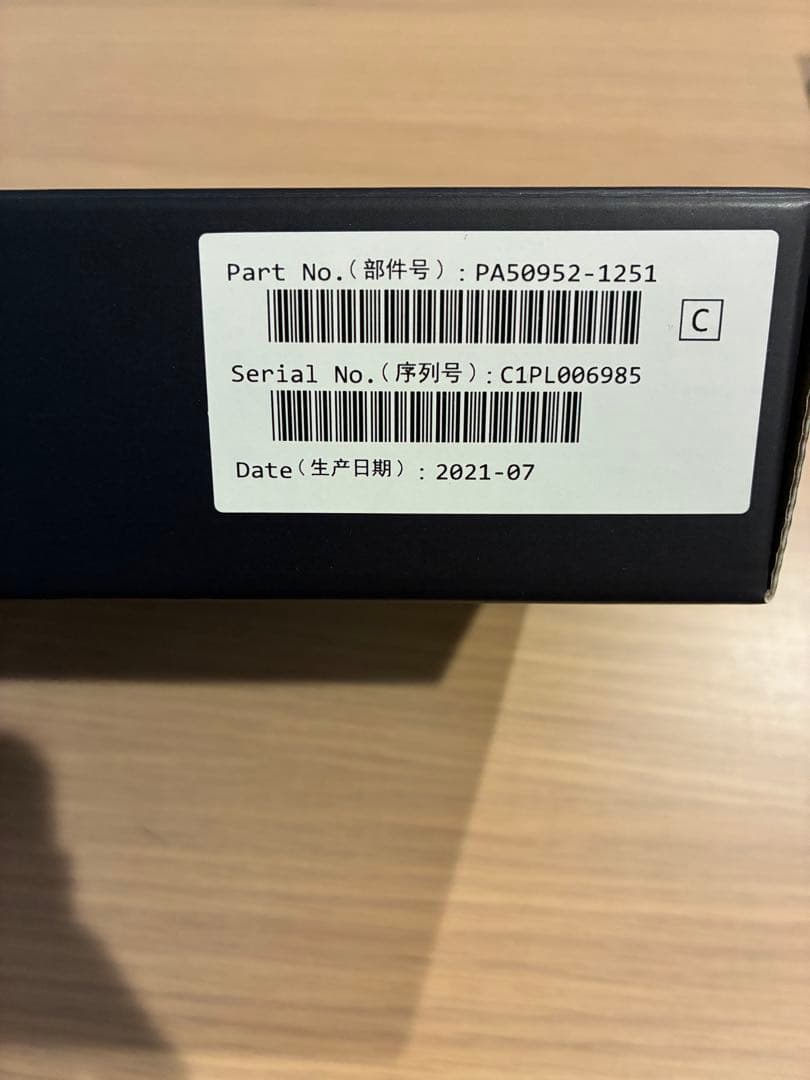 Part No.(部件号): PA50952-1251
C
Serial No.(序列号): C1PL006985
Date(生产日期): 2021-07